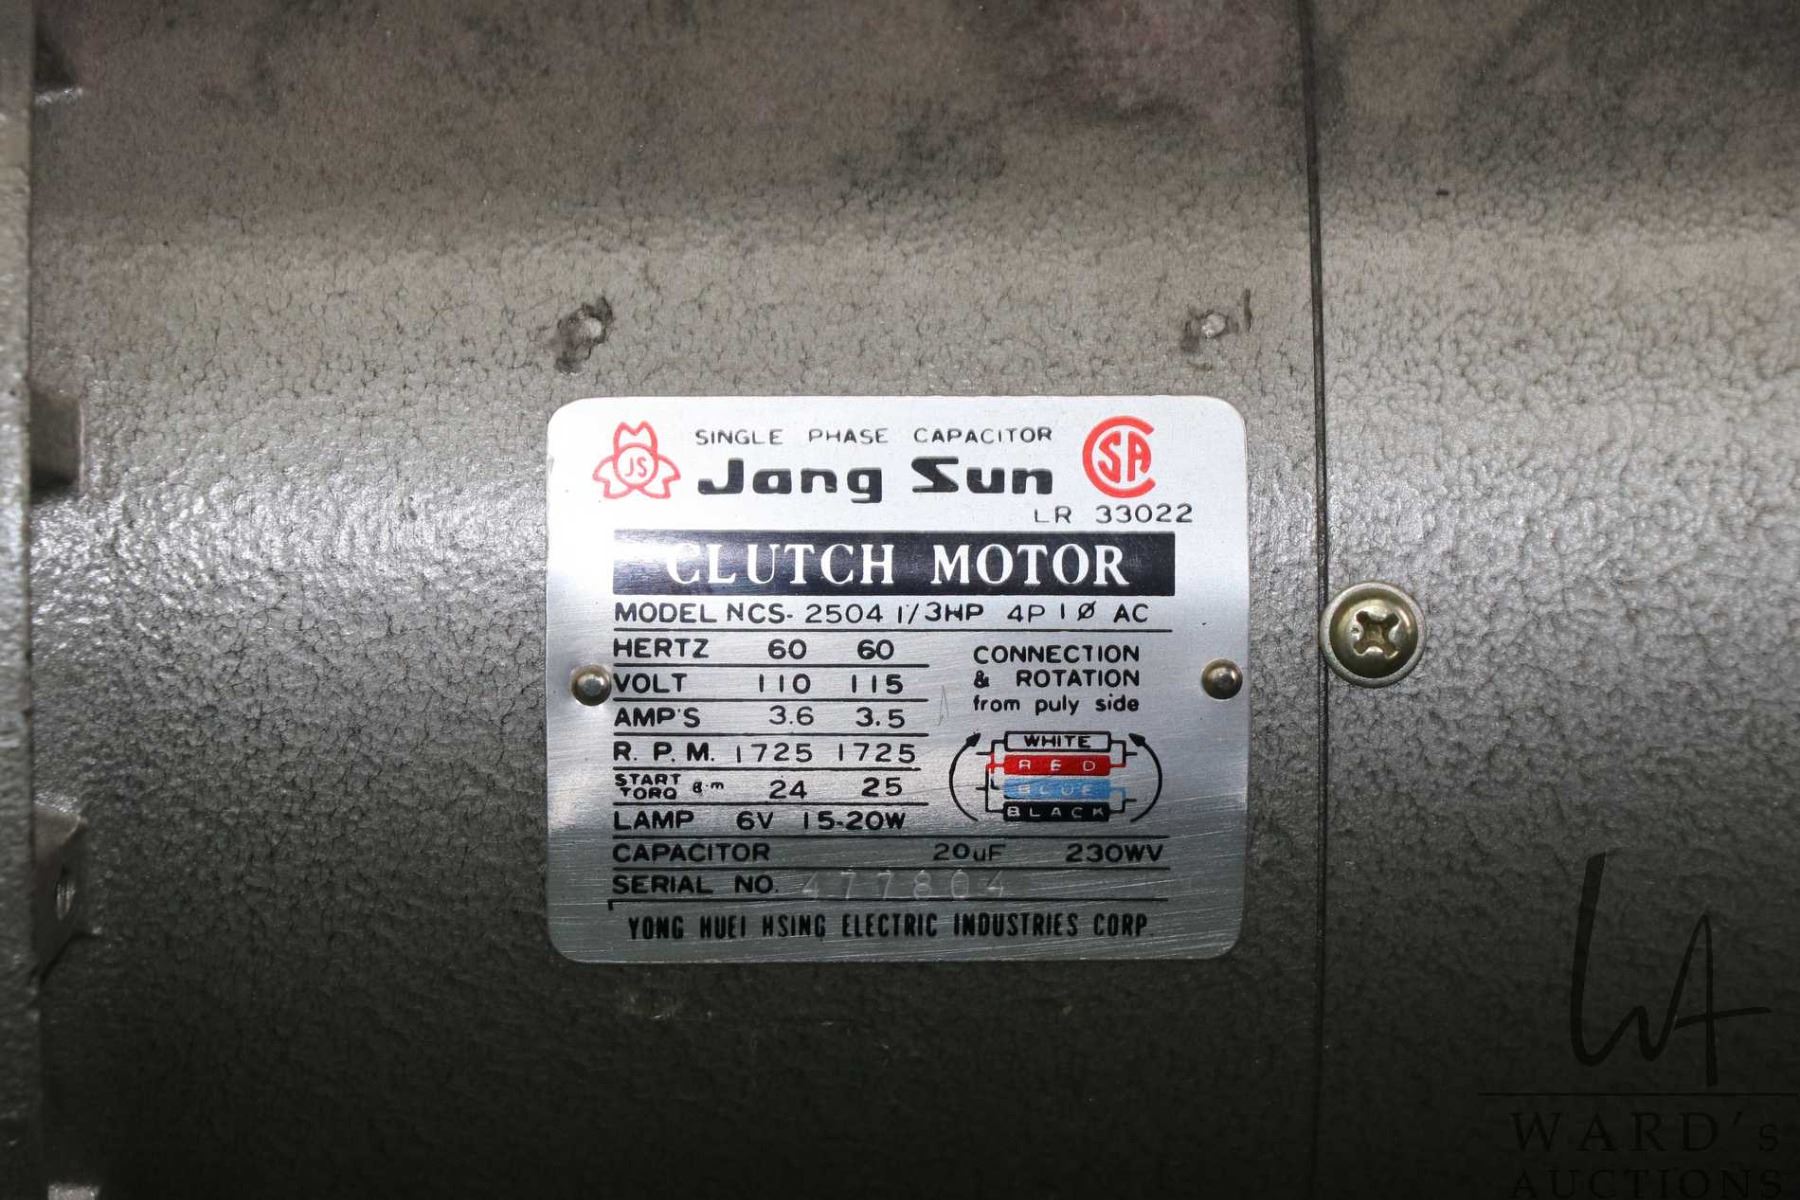 JS
SINGLE PHASE CAPACITOR
Jang Sun
CSA
LR 33022
CLUTCH MOTOR
MODEL NCS-2504 1/3HP 4P 1Ø AC
HERTZ 60 60
VOLT 110 115
AMP'S 3.6 3.5
R.P.M. 1725 1725
START TORQ g·m 24 25
LAMP 6V 15-20W
CONNECTION
& ROTATION
from puly side
WHITE
RED
BLUE
BLACK
CAPACITOR 20uF 230WV
SERIAL NO. 477804
YONG HUEI HSING ELECTRIC INDUSTRIES CORP.
WA
WARD's
AUCTIONS